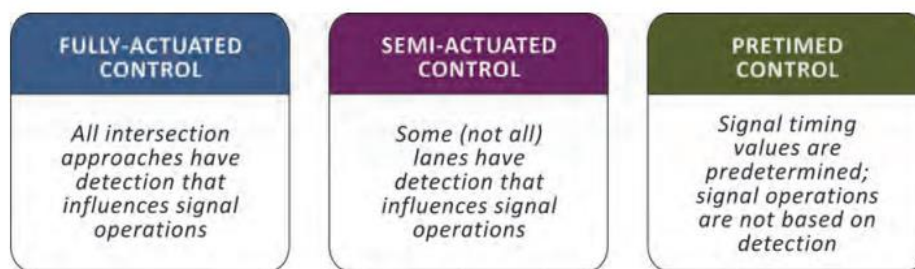 FULLY-ACTUATED
CONTROL
All intersection
approaches have
detection that
influences signal
operations
SEMI-ACTUATED
CONTROL
Some (not all)
lanes have
detection that
influences signal
operations
PRETIMED
CONTROL
Signal timing
values are
predetermined;
signal operations
are not based on
detection